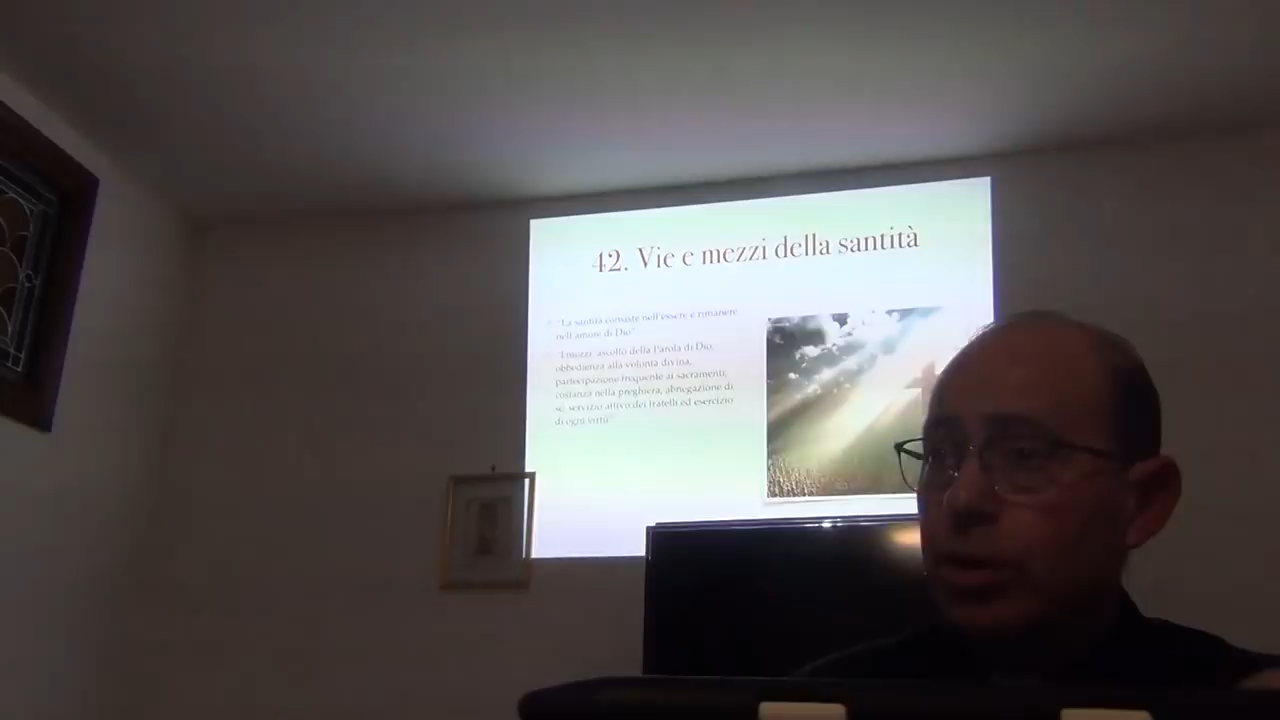 42. Vie e mezzi della santità
"La santità consiste nell'essere e rimanere
nell'amore di Dio"
"I mezzi: ascolto della Parola di Dio,
obbedienza alla volontà divina,
partecipazione frequente ai sacramenti,
costanza nella preghiera, abnegazione di
sé, servizio attivo dei fratelli ed esercizio
di ogni virtù"